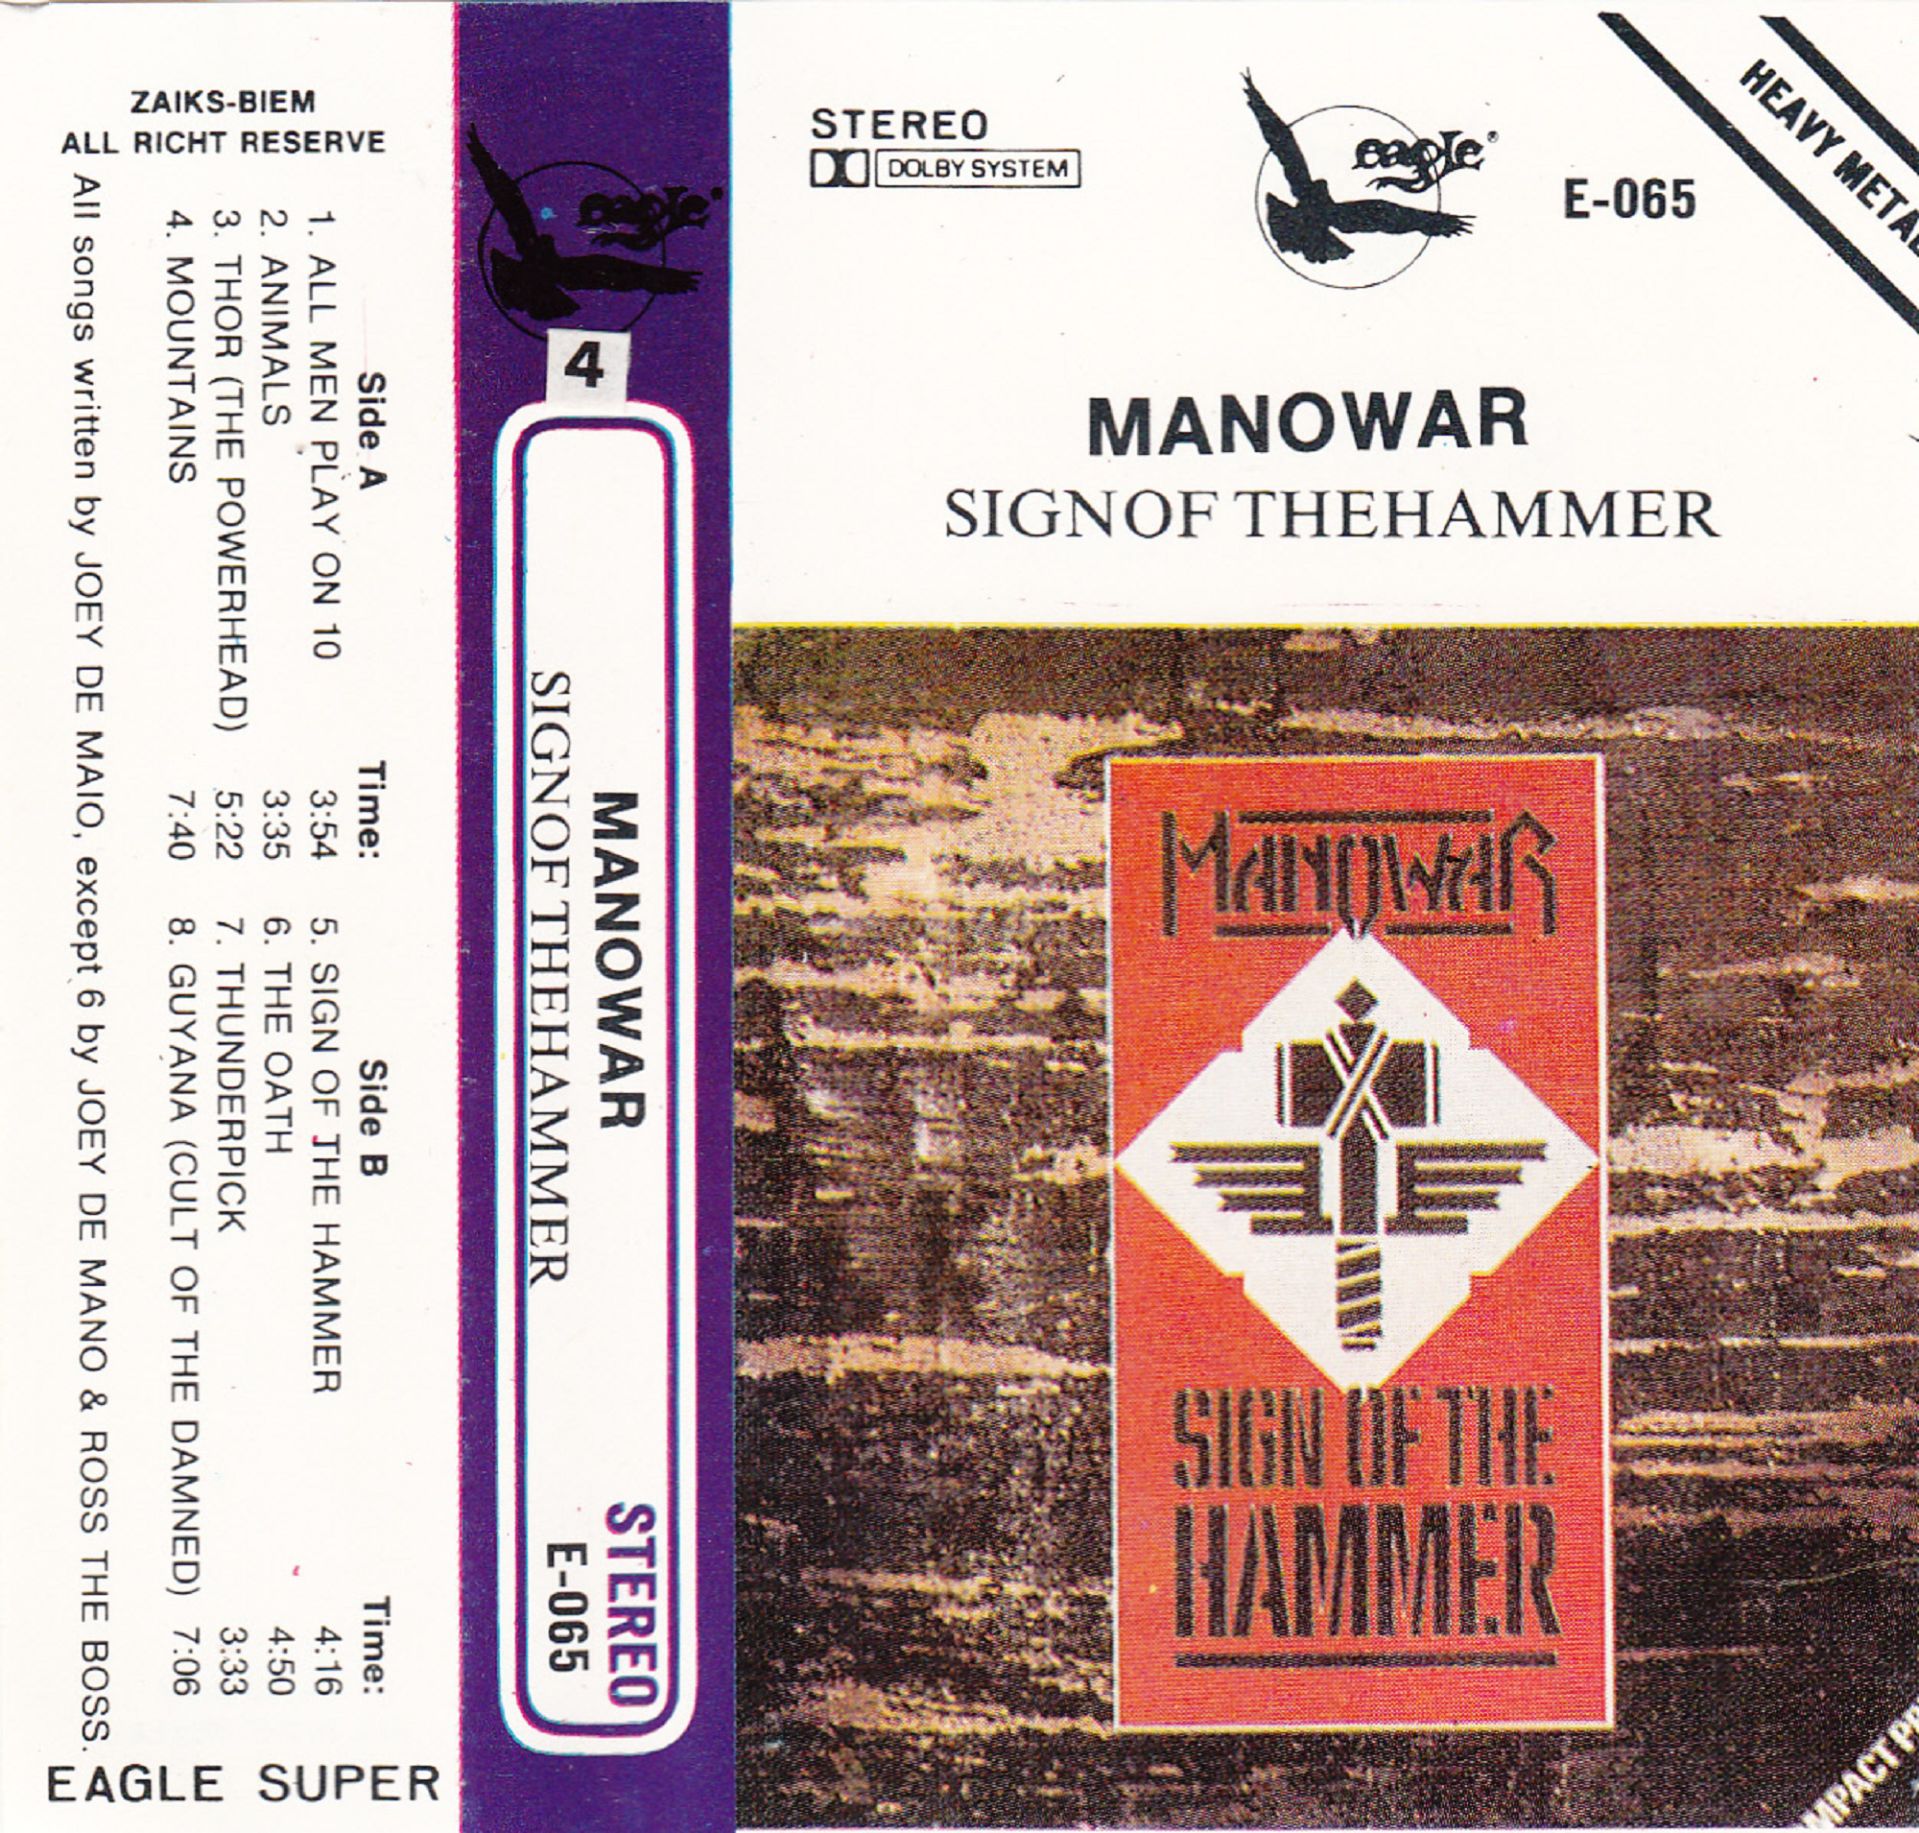 ZAIKS-BIEM
ALL RICHT RESERVE
Side A Time:
1. ALL MEN PLAY ON 10 3:54
2. ANIMALS 3:35
3. THOR (THE POWERHEAD) 5:22
4. MOUNTAINS 7:40
Side B Time:
5. SIGN OF THE HAMMER 4:16
6. THE OATH 4:50
7. THUNDERPICK 3:33
8. GUYANA (CULT OF THE DAMNED) 7:06
All songs written by JOEY DE MAIO, except 6 by JOEY DE MANO & ROSS THE BOSS.
EAGLE SUPER
eagle®
4
MANOWAR
SIGNOF THEHAMMER
STEREO
E-065
STEREO
DOLBY SYSTEM
eagle®
E-065
HEAVY METAL
MANOWAR
SIGNOF THEHAMMER
MANOWAR
SIGN OF THE
HAMMER